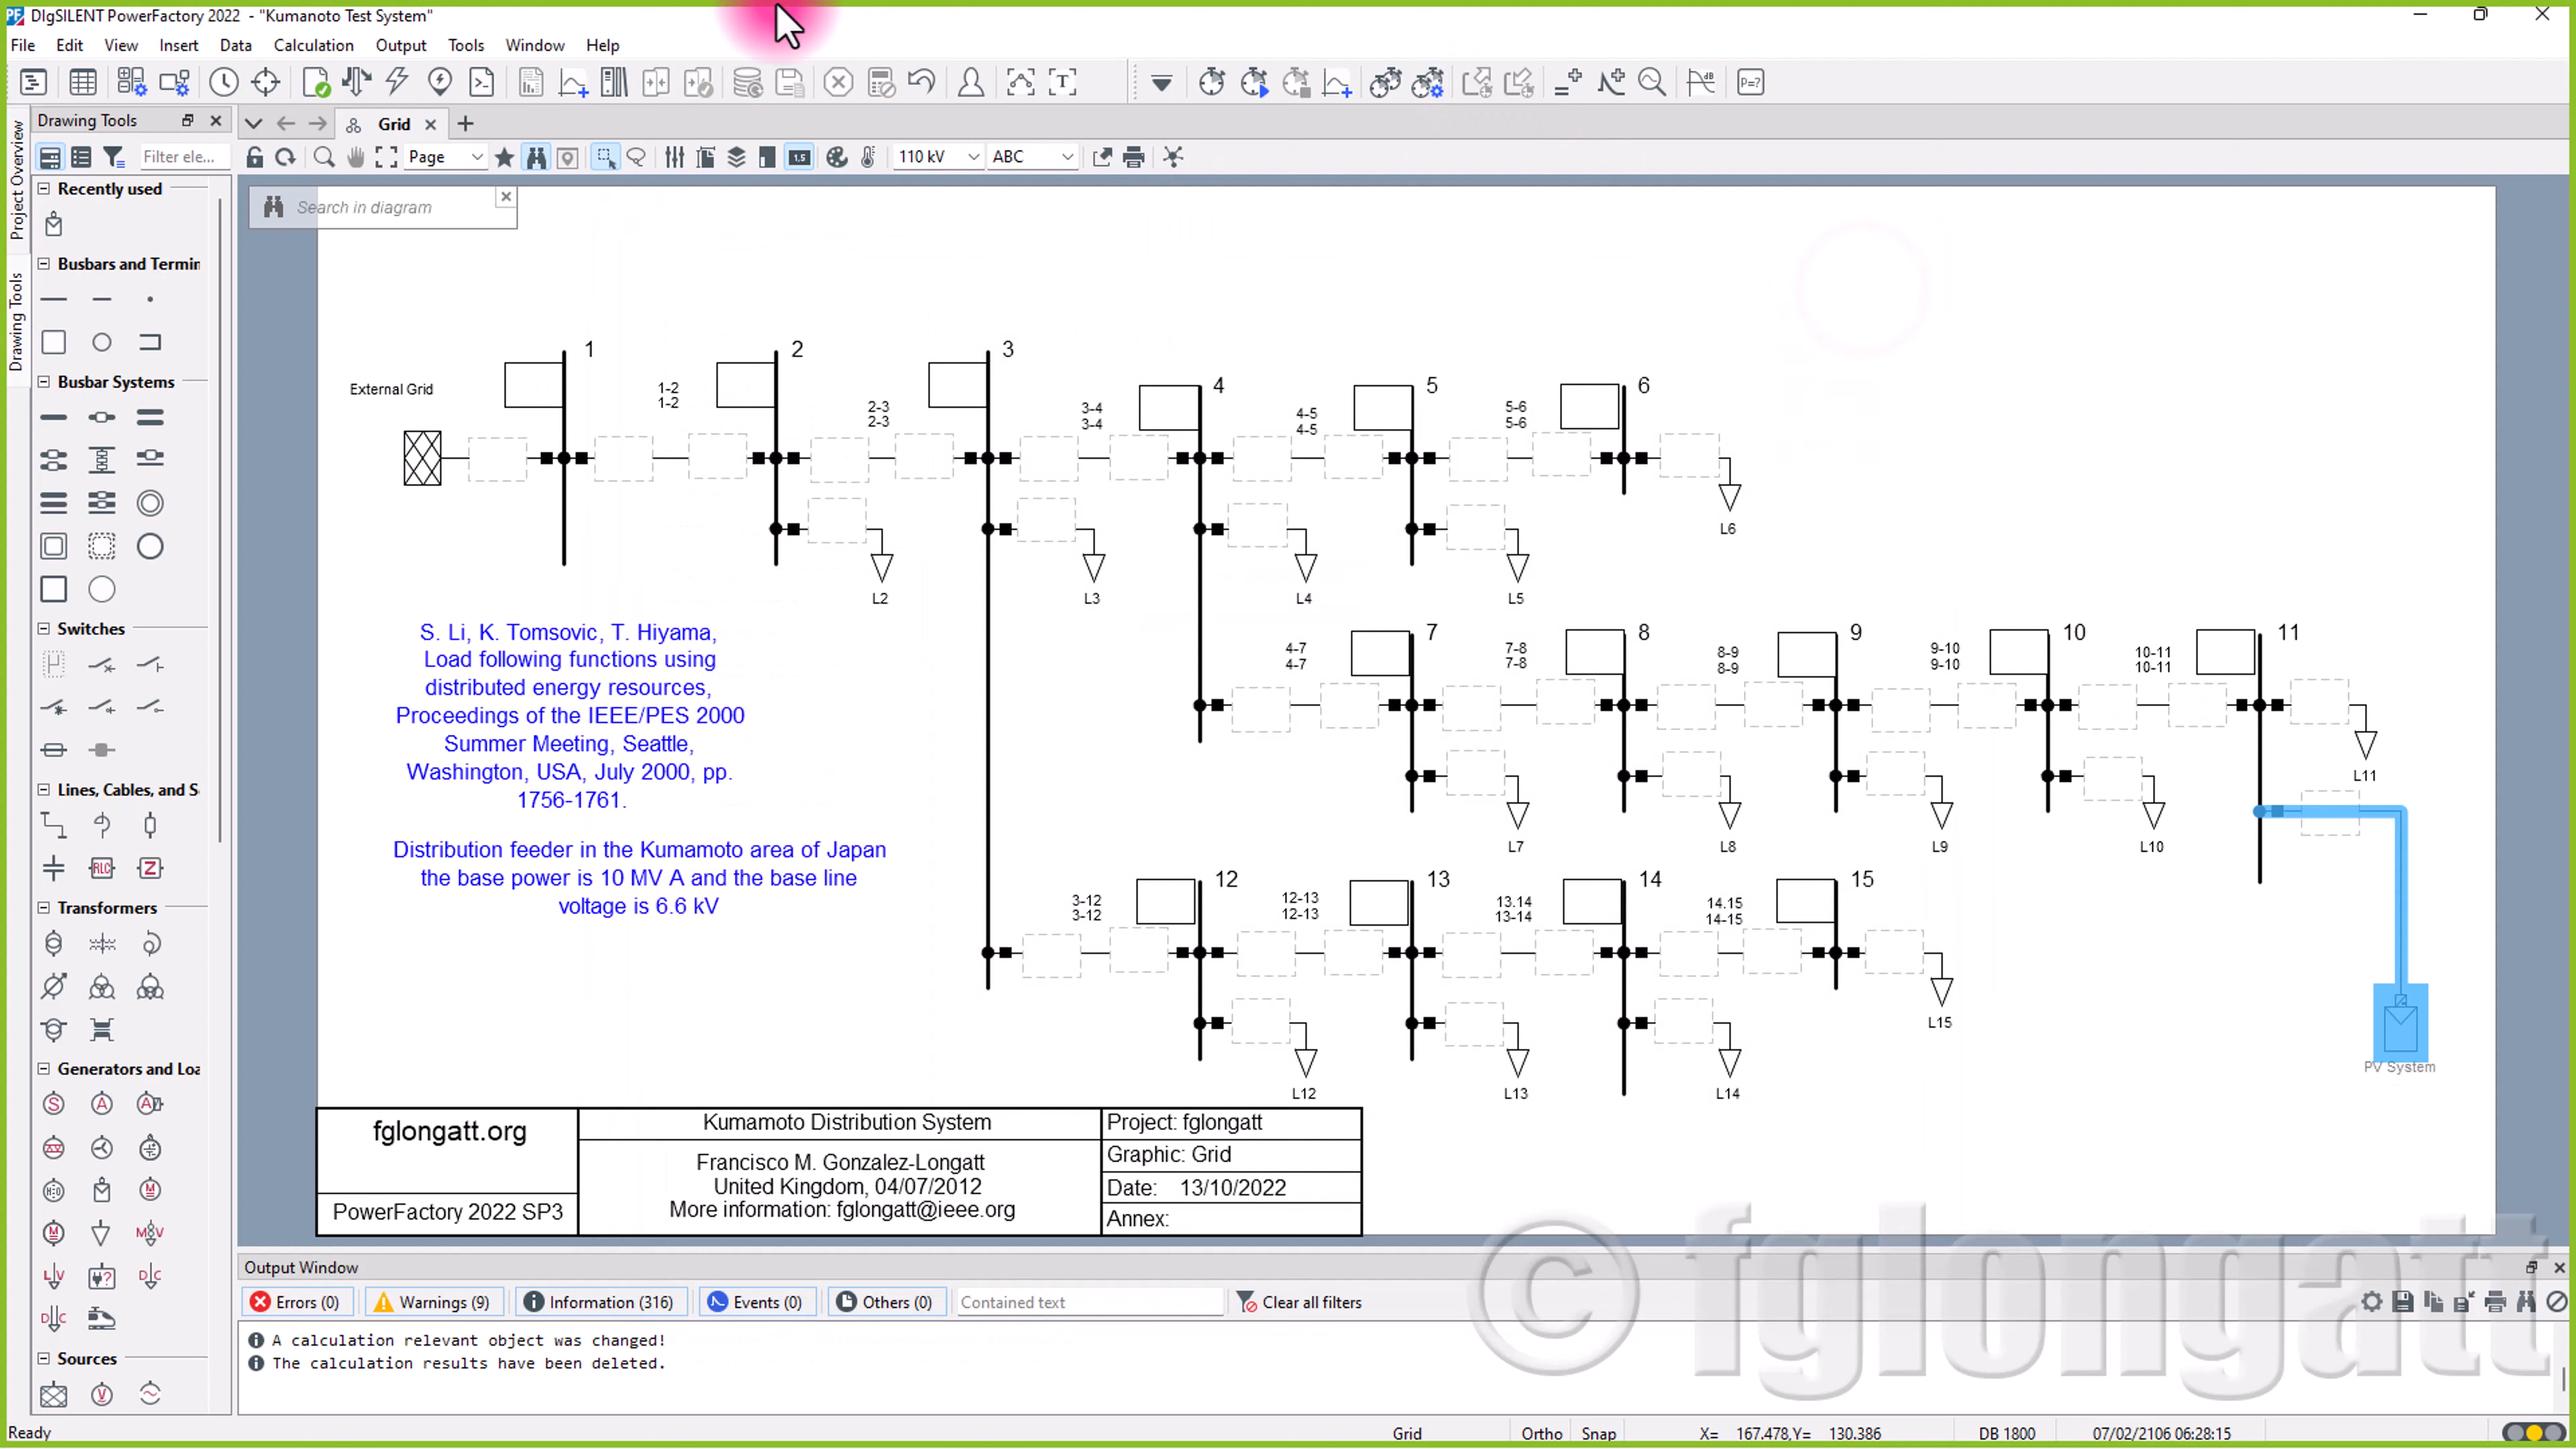 DIgSILENT PowerFactory 2022 - "Kumanoto Test System"
File Edit View Insert Data Calculation Output Tools Window Help
Project Overview
Drawing Tools
Drawing Tools
Grid
Filter ele...
Page
1.5
110 kV
ABC
P=?
dB
Recently used
Search in diagram
Busbars and Termin
Busbar Systems
Switches
Lines, Cables, and S
RLC
Z
Transformers
Generators and Loa
Sources
External Grid
1 2 3 4 5 6
1-2
1-2
2-3
2-3
3-4
3-4
4-5
4-5
5-6
5-6
L2 L3 L4 L5 L6
7 8 9 10 11
4-7
4-7
7-8
7-8
8-9
8-9
9-10
9-10
10-11
10-11
L7 L8 L9 L10 L11
12 13 14 15
3-12
3-12
12-13
12-13
13.14
13-14
14.15
14-15
L12 L13 L14 L15
PV System
S. Li, K. Tomsovic, T. Hiyama,
Load following functions using
distributed energy resources,
Proceedings of the IEEE/PES 2000
Summer Meeting, Seattle,
Washington, USA, July 2000, pp.
1756-1761.
Distribution feeder in the Kumamoto area of Japan
the base power is 10 MV A and the base line
voltage is 6.6 kV
fglongatt.org
PowerFactory 2022 SP3
Kumamoto Distribution System
Francisco M. Gonzalez-Longatt
United Kingdom, 04/07/2012
More information: fglongatt@ieee.org
Project: fglongatt
Graphic: Grid
Date: 13/10/2022
Annex:
© fglongatt
Output Window
Errors (0) Warnings (9) Information (316) Events (0) Others (0) Contained text Clear all filters
A calculation relevant object was changed!
The calculation results have been deleted.
Ready
Grid Ortho Snap X= 167.478,Y= 130.386 DB 1800 07/02/2106 06:28:15